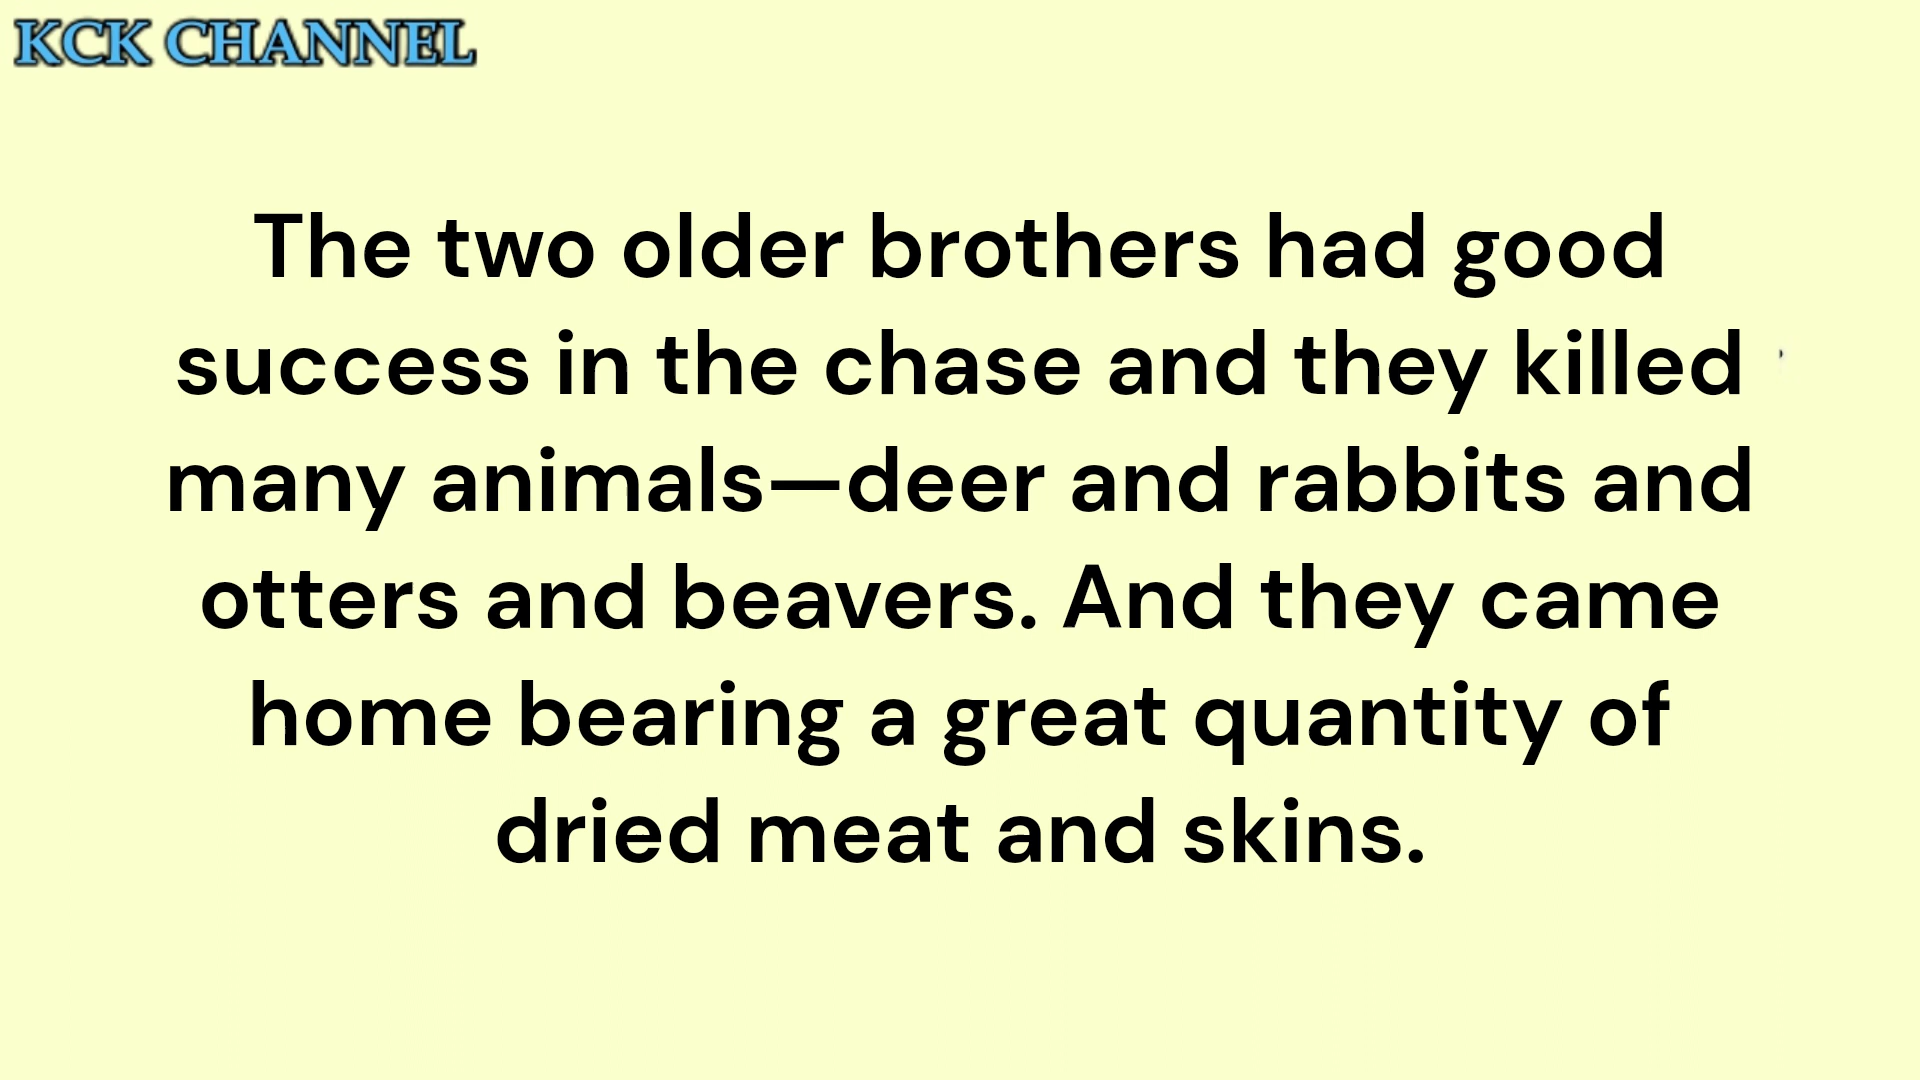 KCK CHANNEL
The two older brothers had good
success in the chase and they killed
many animals—deer and rabbits and
otters and beavers. And they came
home bearing a great quantity of
dried meat and skins.